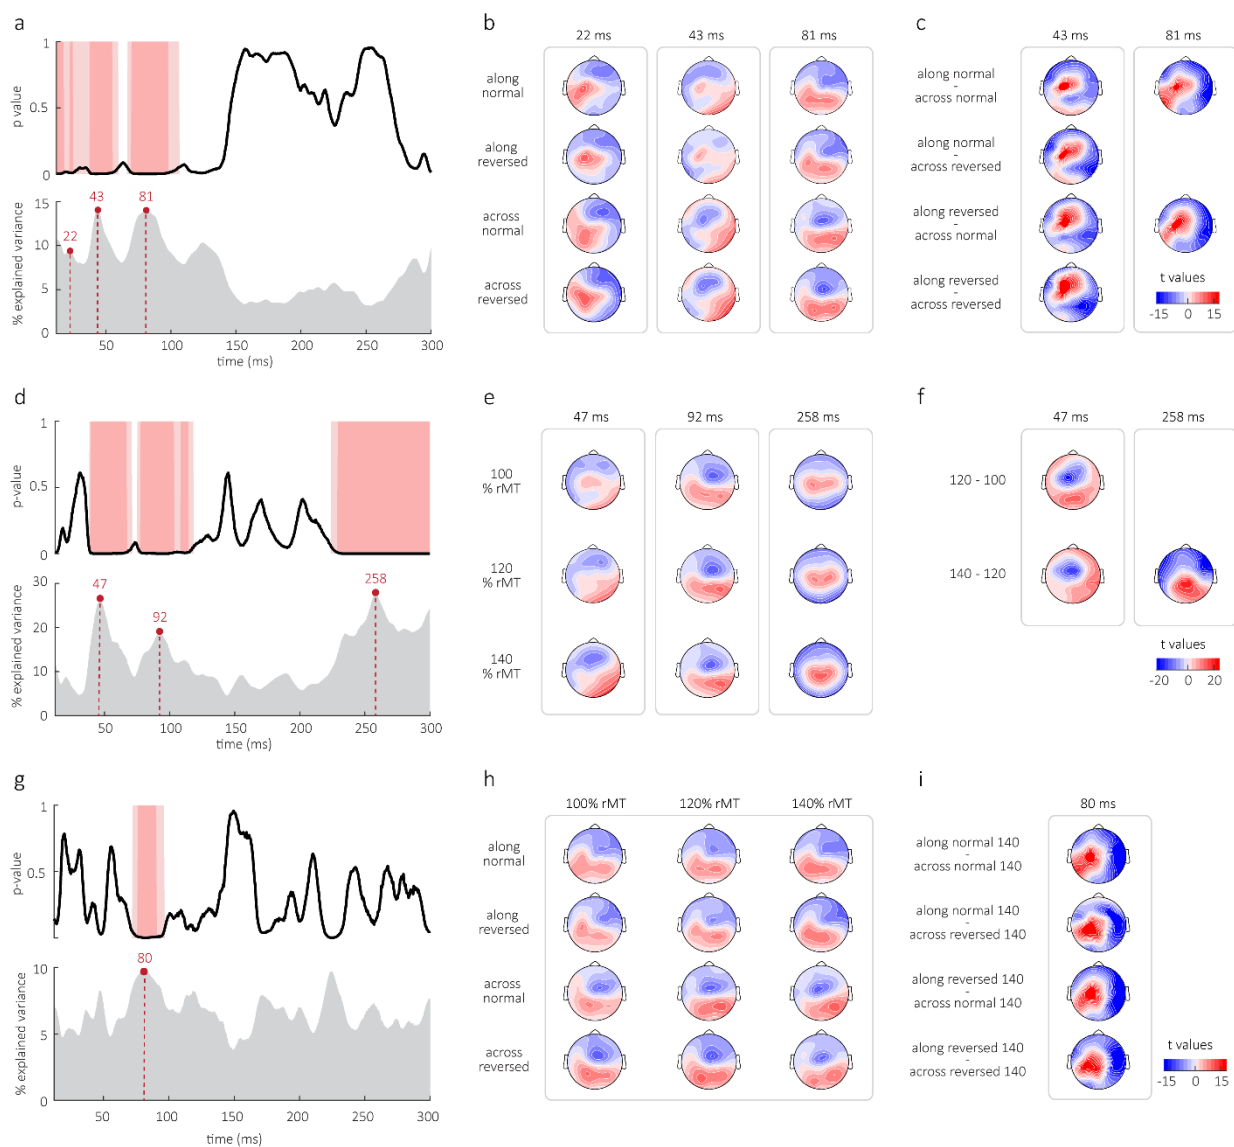 a
p value
1
0.5
0
% explained variance
15
10
5
0
22
43
81
50
100
150
200
250
300
time (ms)
b
22 ms
43 ms
81 ms
along
normal
along
reversed
across
normal
across
reversed
c
43 ms
81 ms
along normal
-
across normal
along normal
-
across reversed
along reversed
-
across normal
along reversed
-
across reversed
t values
-15
0
15
d
p-value
1
0.5
0
% explained variance
30
20
10
0
47
92
258
50
100
150
200
250
300
time (ms)
e
47 ms
92 ms
258 ms
100
% rMT
120
% rMT
140
% rMT
f
47 ms
258 ms
120 - 100
140 - 120
t values
-20
0
20
g
p-value
1
0.5
0
% explained variance
10
5
0
80
50
100
150
200
250
300
time (ms)
h
100% rMT
120% rMT
140% rMT
along
normal
along
reversed
across
normal
across
reversed
i
80 ms
along normal 140
-
across normal 140
along normal 140
-
across reversed 140
along reversed 140
-
across normal 140
along reversed 140
-
across reversed 140
t values
-15
0
15